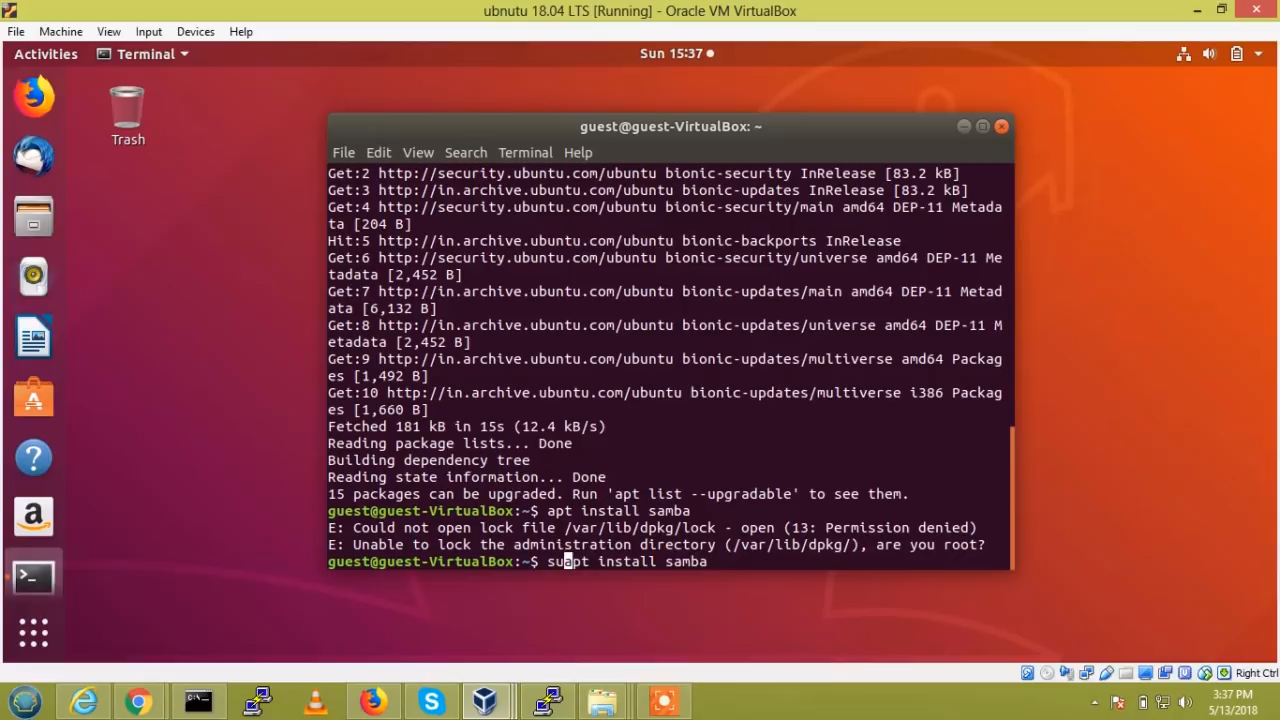 ubnutu 18.04 LTS [Running] - Oracle VM VirtualBox
File Machine View Input Devices Help
Activities Terminal Sun 15:37
Trash
guest@guest-VirtualBox: ~
File Edit View Search Terminal Help
Get:2 http://security.ubuntu.com/ubuntu bionic-security InRelease [83.2 kB]
Get:3 http://in.archive.ubuntu.com/ubuntu bionic-updates InRelease [83.2 kB]
Get:4 http://security.ubuntu.com/ubuntu bionic-security/main amd64 DEP-11 Metada
ta [204 B]
Hit:5 http://in.archive.ubuntu.com/ubuntu bionic-backports InRelease
Get:6 http://security.ubuntu.com/ubuntu bionic-security/universe amd64 DEP-11 Me
tadata [2,452 B]
Get:7 http://in.archive.ubuntu.com/ubuntu bionic-updates/main amd64 DEP-11 Metad
ata [6,132 B]
Get:8 http://in.archive.ubuntu.com/ubuntu bionic-updates/universe amd64 DEP-11 M
etadata [2,452 B]
Get:9 http://in.archive.ubuntu.com/ubuntu bionic-updates/multiverse amd64 Packag
es [1,492 B]
Get:10 http://in.archive.ubuntu.com/ubuntu bionic-updates/multiverse i386 Packag
es [1,660 B]
Fetched 181 kB in 15s (12.4 kB/s)
Reading package lists... Done
Building dependency tree
Reading state information... Done
15 packages can be upgraded. Run 'apt list --upgradable' to see them.
guest@guest-VirtualBox:~$ apt install samba
E: Could not open lock file /var/lib/dpkg/lock - open (13: Permission denied)
E: Unable to lock the administration directory (/var/lib/dpkg/), are you root?
guest@guest-VirtualBox:~$ suapt install samba
Right Ctrl
3:37 PM
5/13/2018